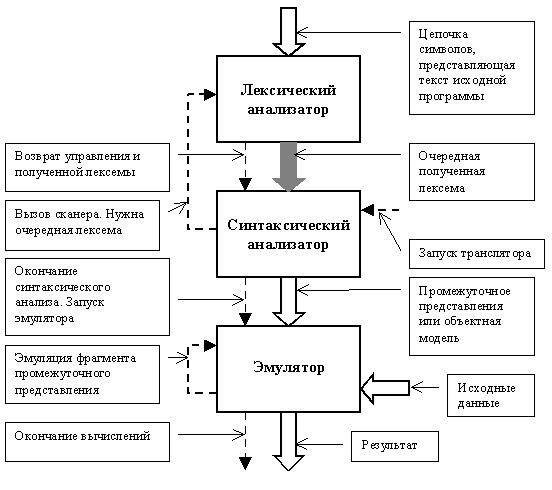 Цепочка
символов,
представляющая
текст исходной
программы
Лексический
анализатор
Возврат управления и
полученной лексемы
Очередная
полученная
лексема
Вызов сканера. Нужна
очередная лексема
Синтаксический
анализатор
Запуск транслятора
Окончание
синтаксического
анализа. Запуск
эмулятора
Промежуточное
представления
или объектная
модель
Эмуляция фрагмента
промежуточного
представления
Эмулятор
Исходные
данные
Окончание вычислений
Результат